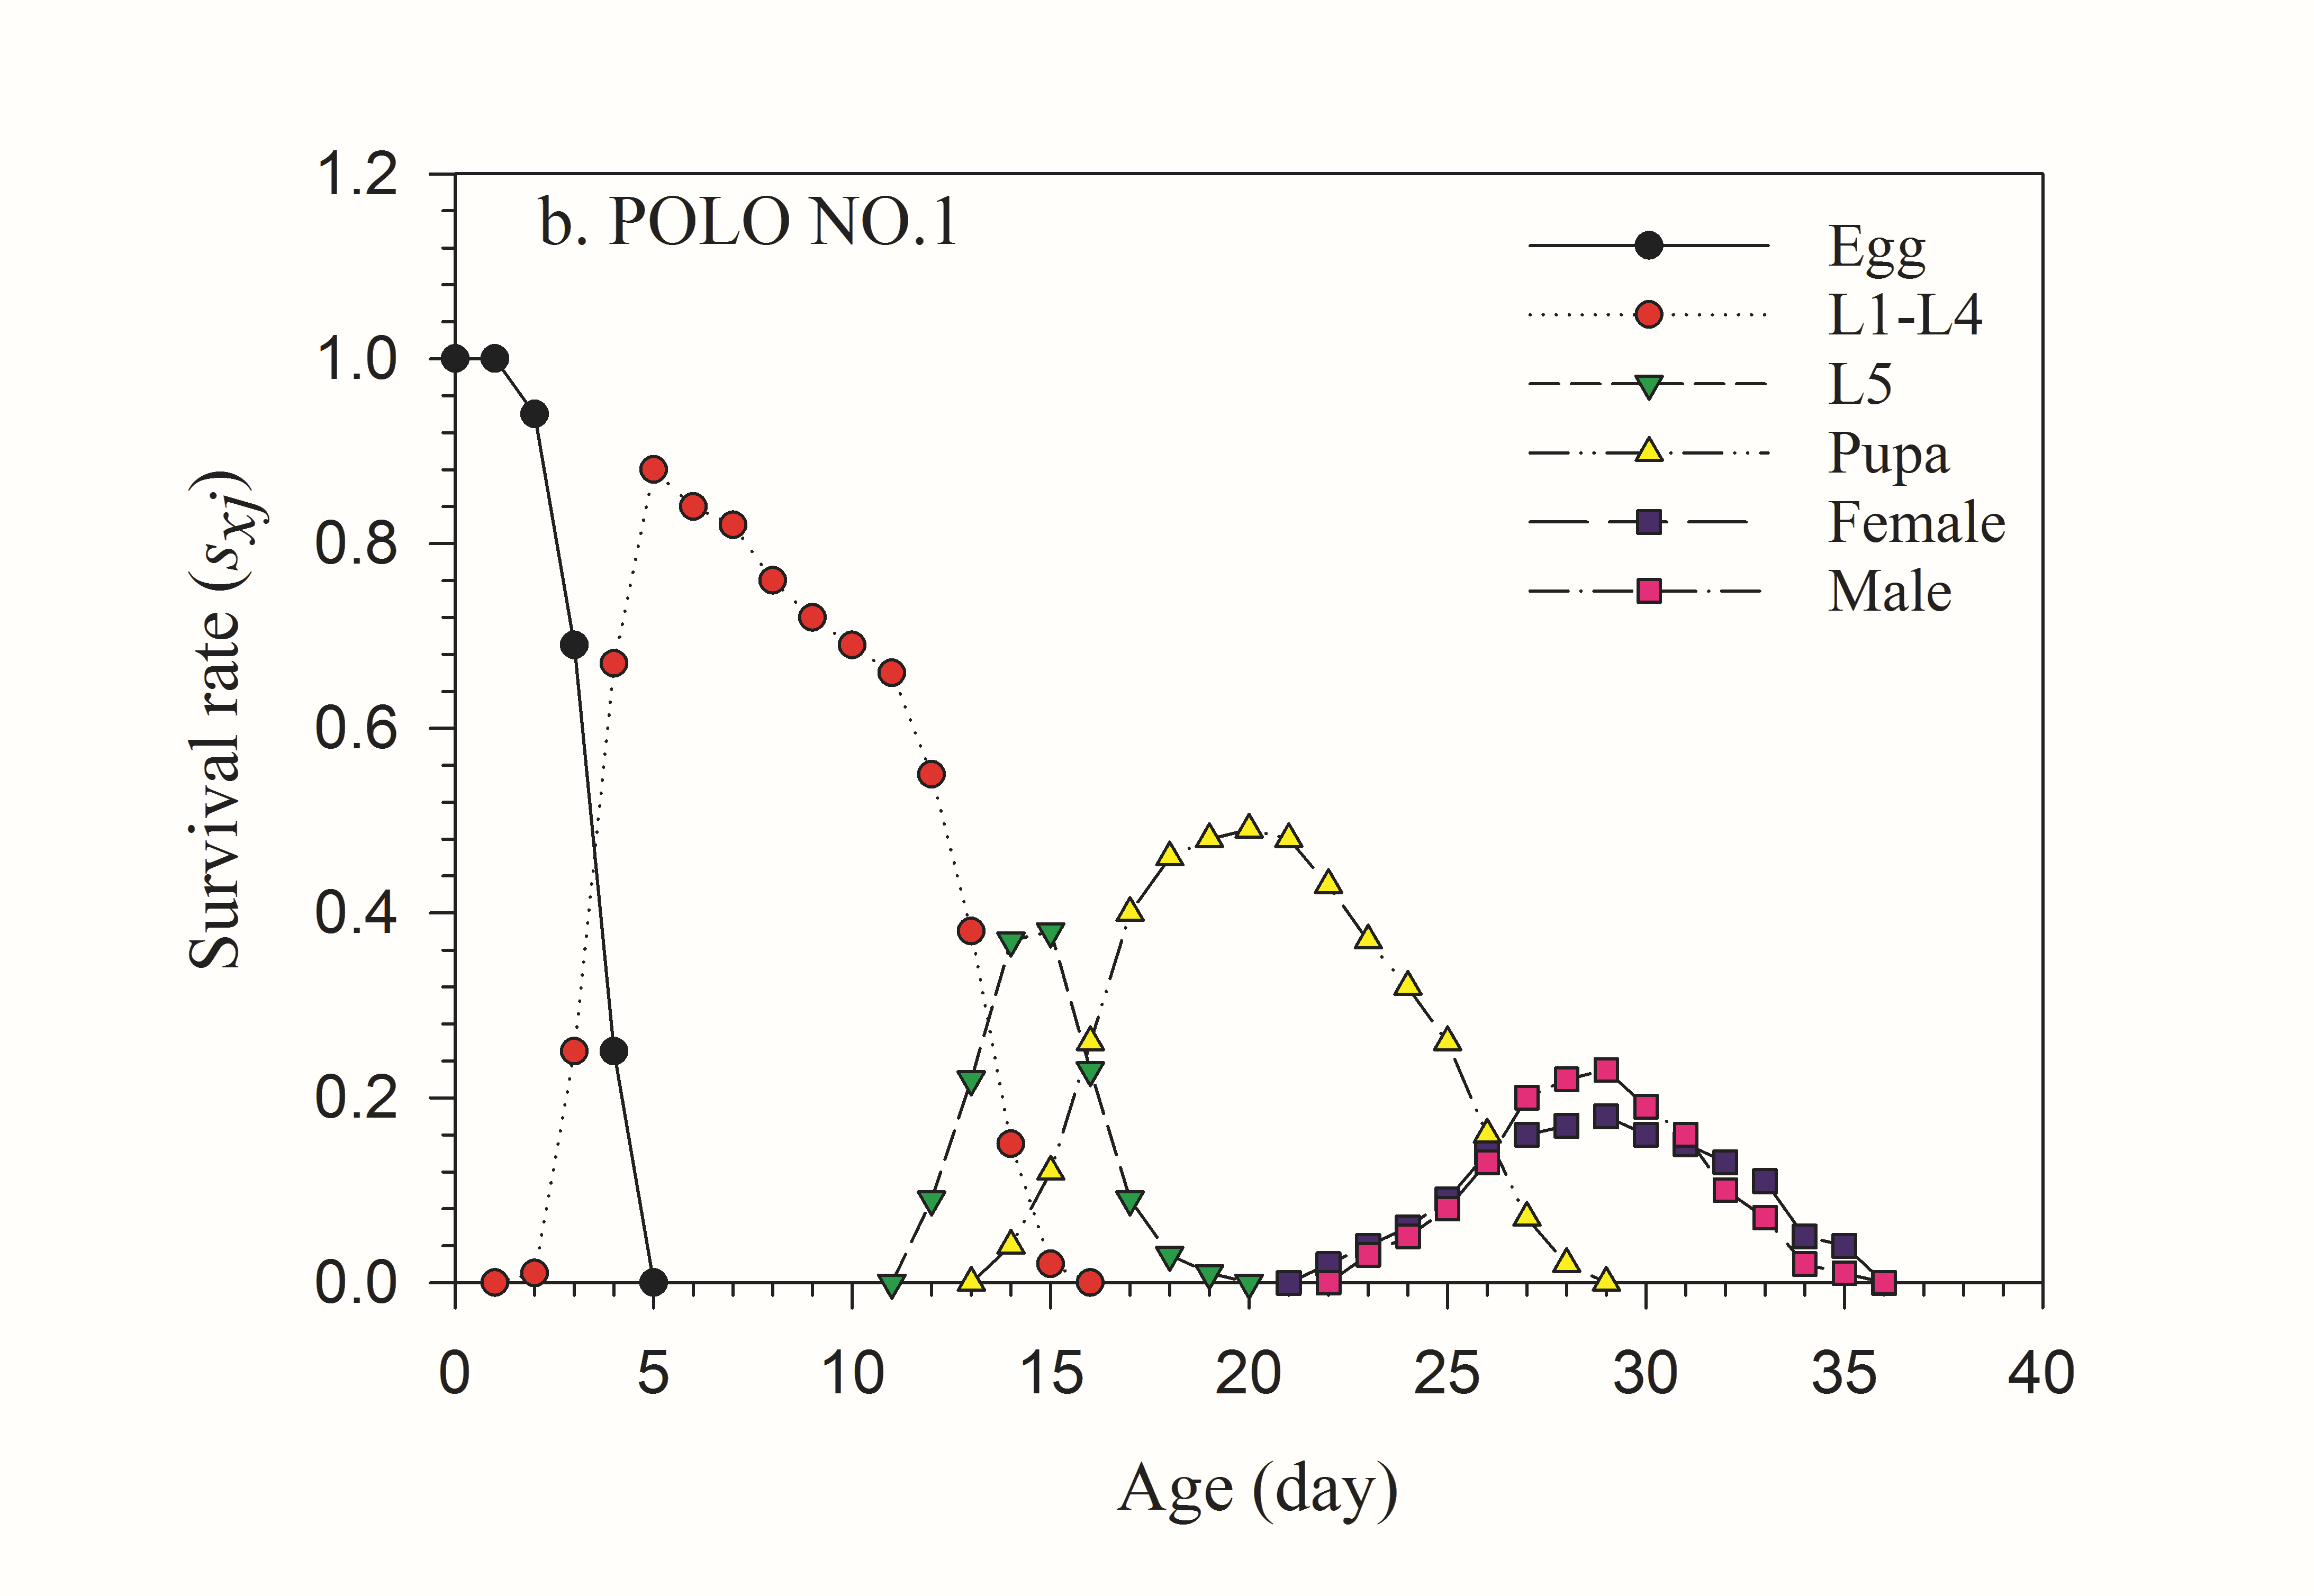 b. POLO NO.1
Egg
L1-L4
L5
Pupa
Female
Male
1.2
1.0
0.8
0.6
0.4
0.2
0.0
Survival rate (sxj)
0 5 10 15 20 25 30 35 40
Age (day)